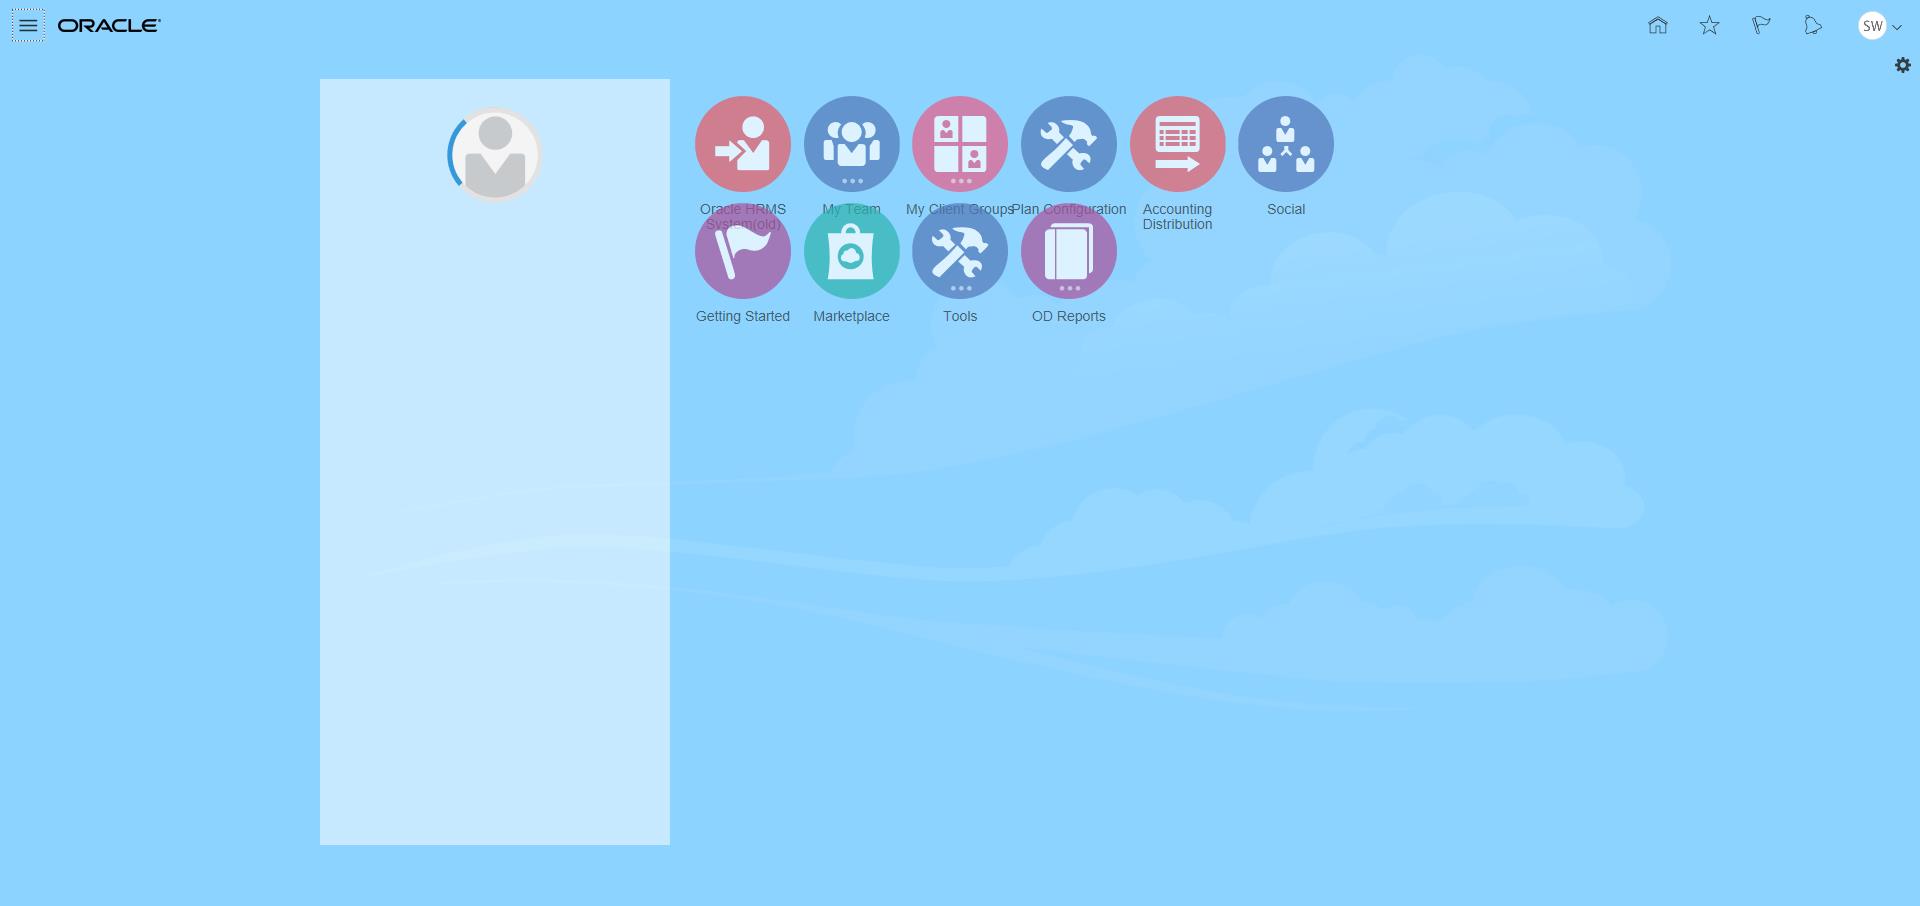 ORACLE
SW
Oracle HRMS
System(old)
My Team
My Client Groups
Plan Configuration
Accounting
Distribution
Social
Getting Started
Marketplace
Tools
OD Reports